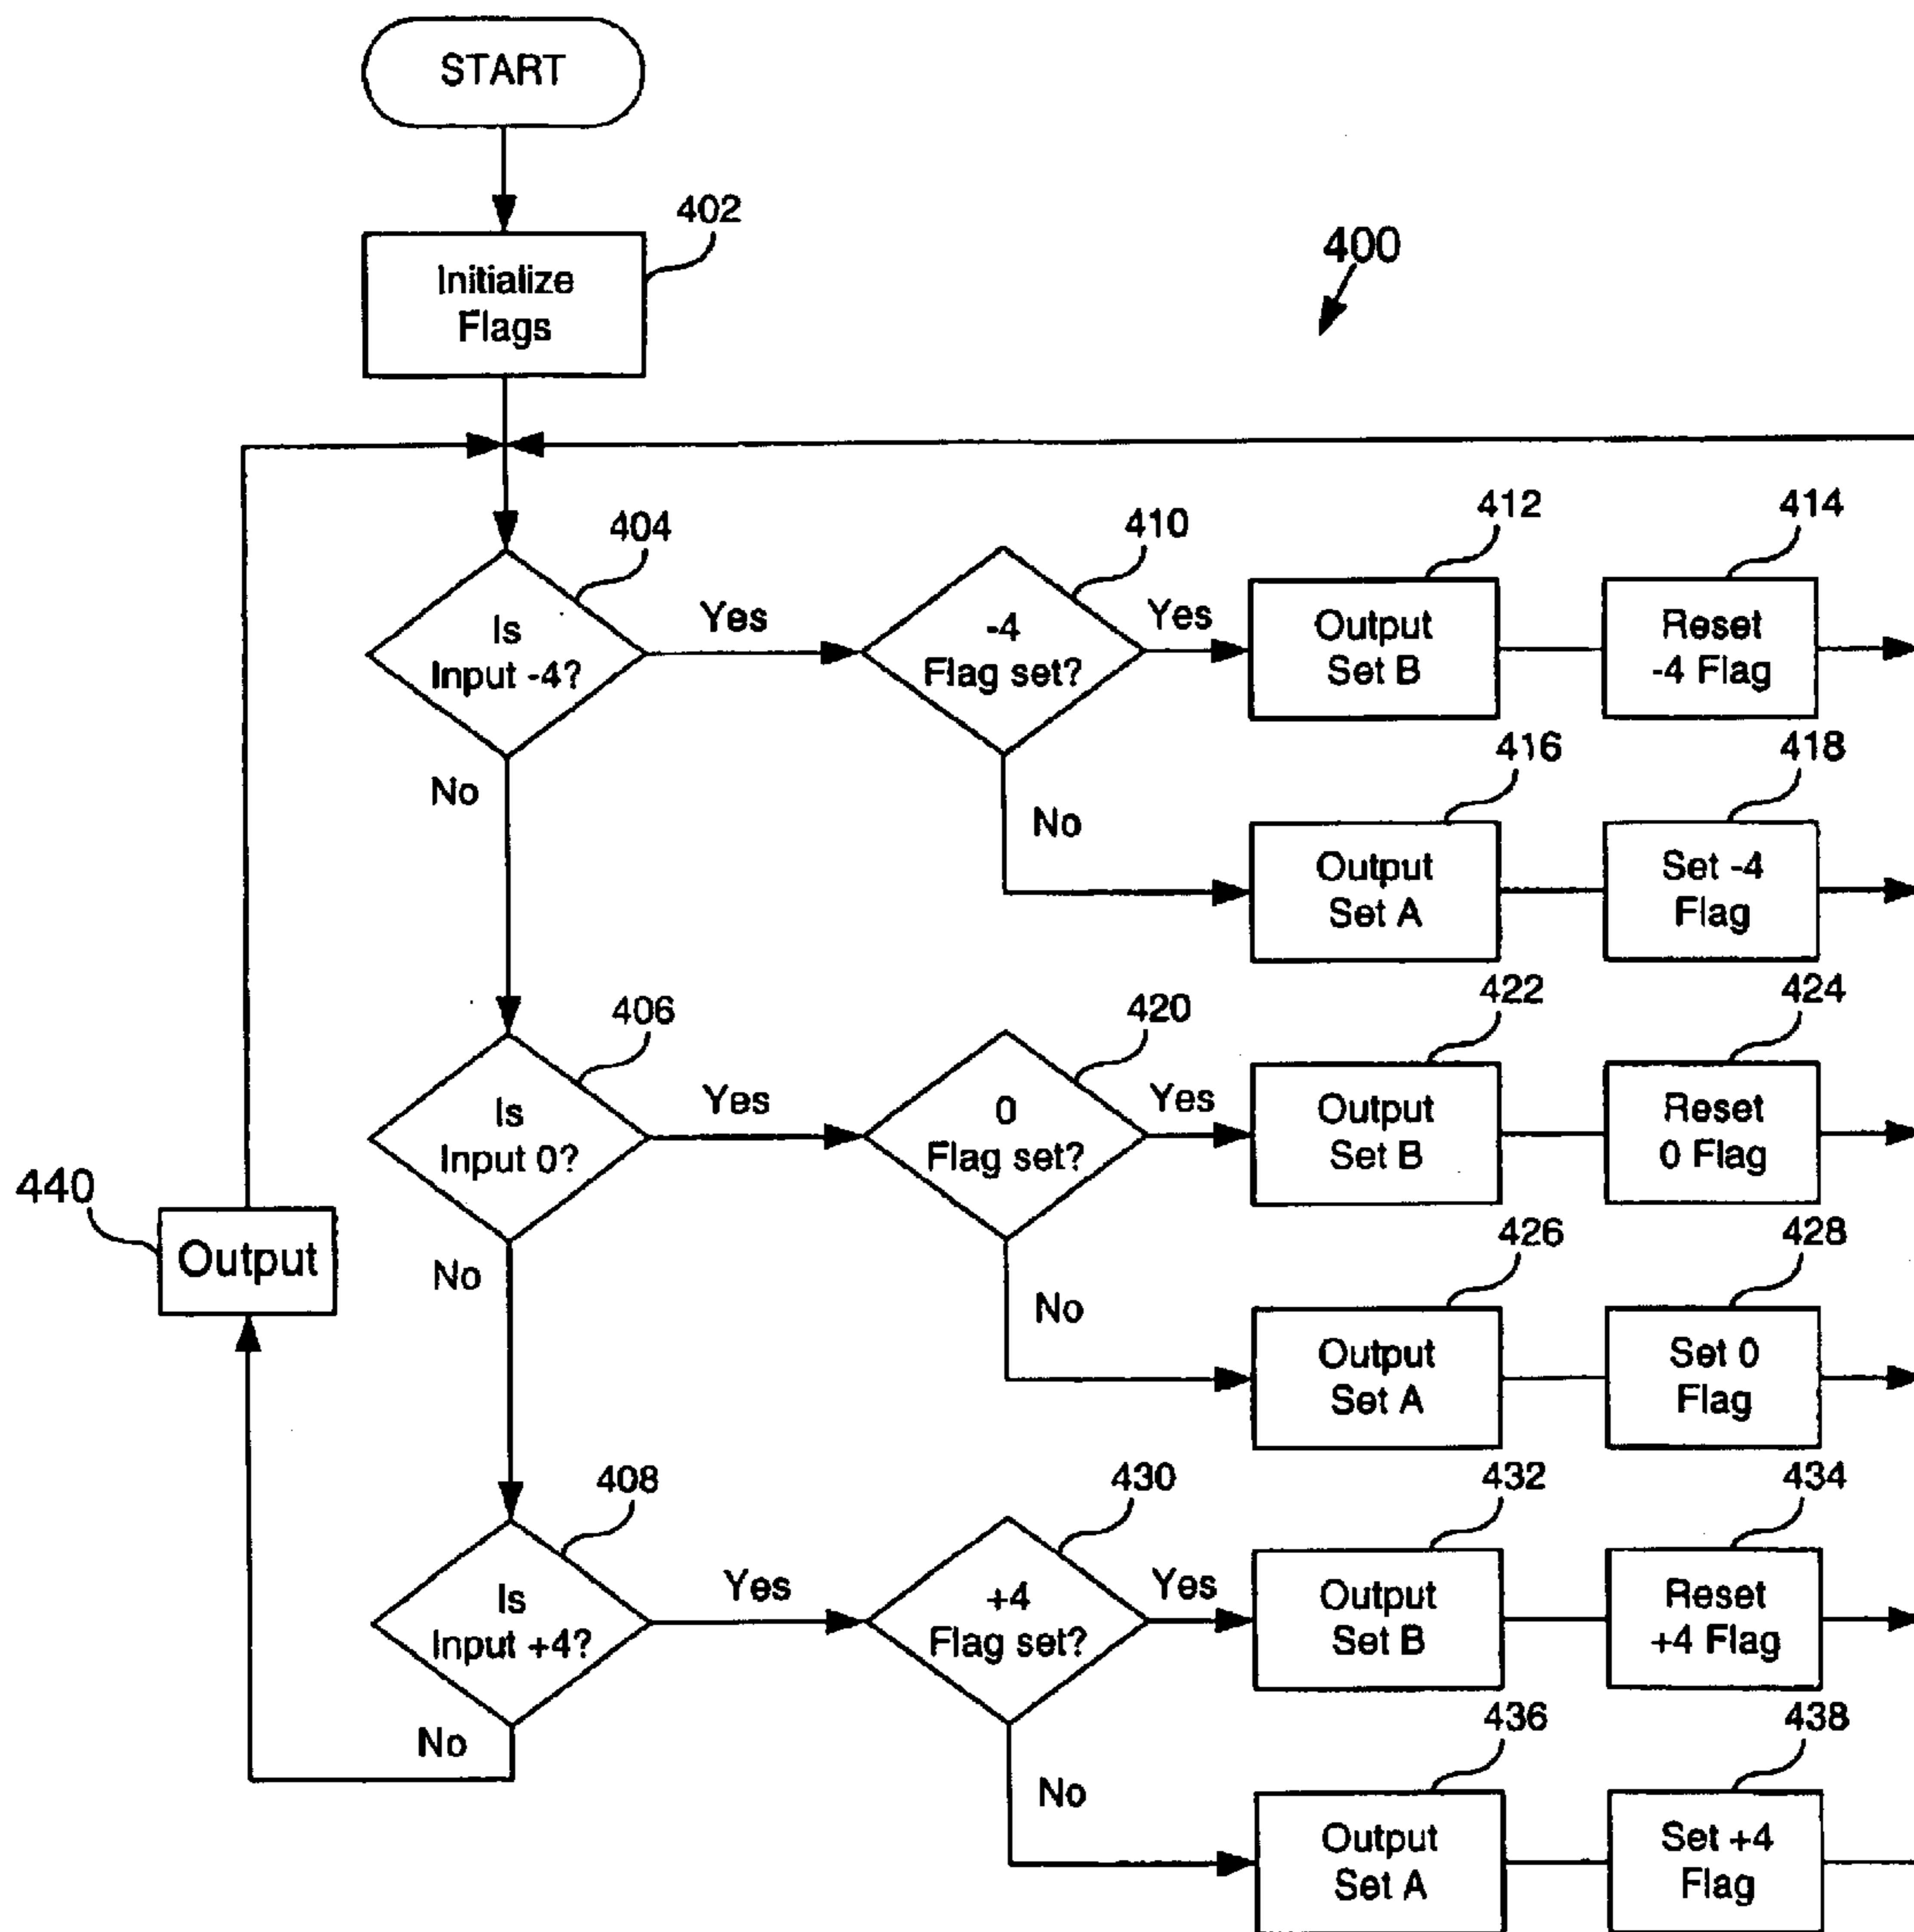 START
402
Initialize
Flags
400
404
Is
Input -4?
Yes
No
410
-4
Flag set?
Yes
No
412
Output
Set B
414
Reset
-4 Flag
416
Output
Set A
418
Set -4
Flag
406
Is
Input 0?
Yes
No
420
0
Flag set?
Yes
No
422
Output
Set B
424
Reset
0 Flag
426
Output
Set A
428
Set 0
Flag
440
Output
408
Is
Input +4?
Yes
No
430
+4
Flag set?
Yes
No
432
Output
Set B
434
Reset
+4 Flag
436
Output
Set A
438
Set +4
Flag